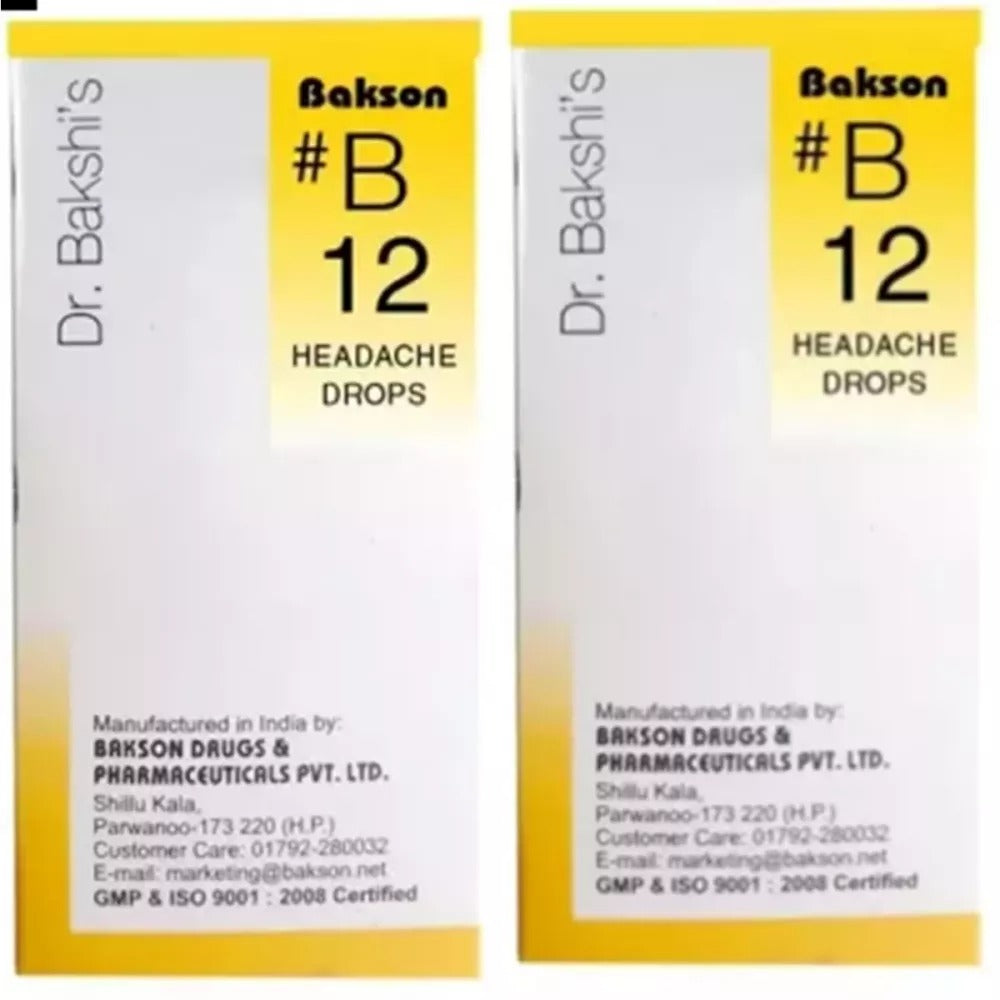 Dr. Bakshi's
Bakson
#B
12
HEADACHE
DROPS
Manufactured in India by:
BAKSON DRUGS &
PHARMACEUTICALS PVT. LTD.
Shillu Kala,
Parwanoo-173 220 (H.P.)
Customer Care: 01792-280032
E-mail: marketing@bakson.net
GMP & ISO 9001 : 2008 Certified
Dr. Bakshi's
Bakson
#B
12
HEADACHE
DROPS
Manufactured in India by:
BAKSON DRUGS &
PHARMACEUTICALS PVT. LTD.
Shillu Kala,
Parwanoo-173 220 (H.P.)
Customer Care: 01792-280032
E-mail: marketing@bakson.net
GMP & ISO 9001 : 2008 Certified